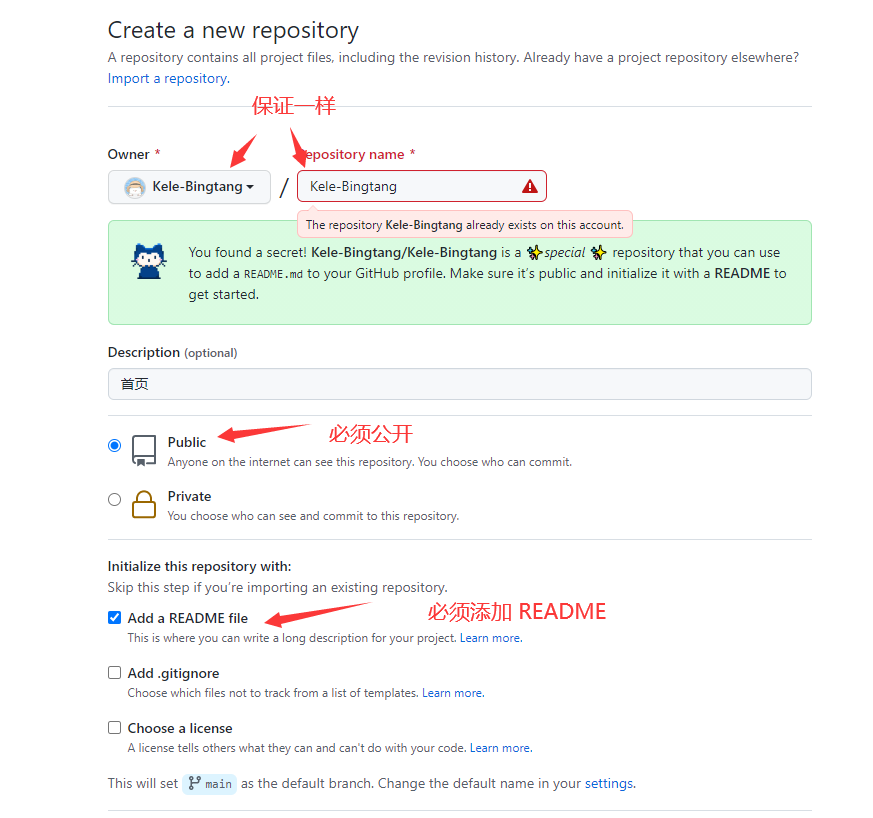 Create a new repository
A repository contains all project files, including the revision history. Already have a project repository elsewhere?
Import a repository.
保证一样
Owner *
epository name *
Kele-Bingtang
/
Kele-Bingtang
The repository Kele-Bingtang already exists on this account.
You found a secret! Kele-Bingtang/Kele-Bingtang is a ✨special ✨ repository that you can use
to add a README.md to your GitHub profile. Make sure it's public and initialize it with a README to
get started.
Description (optional)
首页
Public
必须公开
Anyone on the internet can see this repository. You choose who can commit.
Private
You choose who can see and commit to this repository.
Initialize this repository with:
Skip this step if you're importing an existing repository.
Add a README file
必须添加 README
This is where you can write a long description for your project. Learn more.
Add .gitignore
Choose which files not to track from a list of templates. Learn more.
Choose a license
A license tells others what they can and can't do with your code. Learn more.
This will set main as the default branch. Change the default name in your settings.